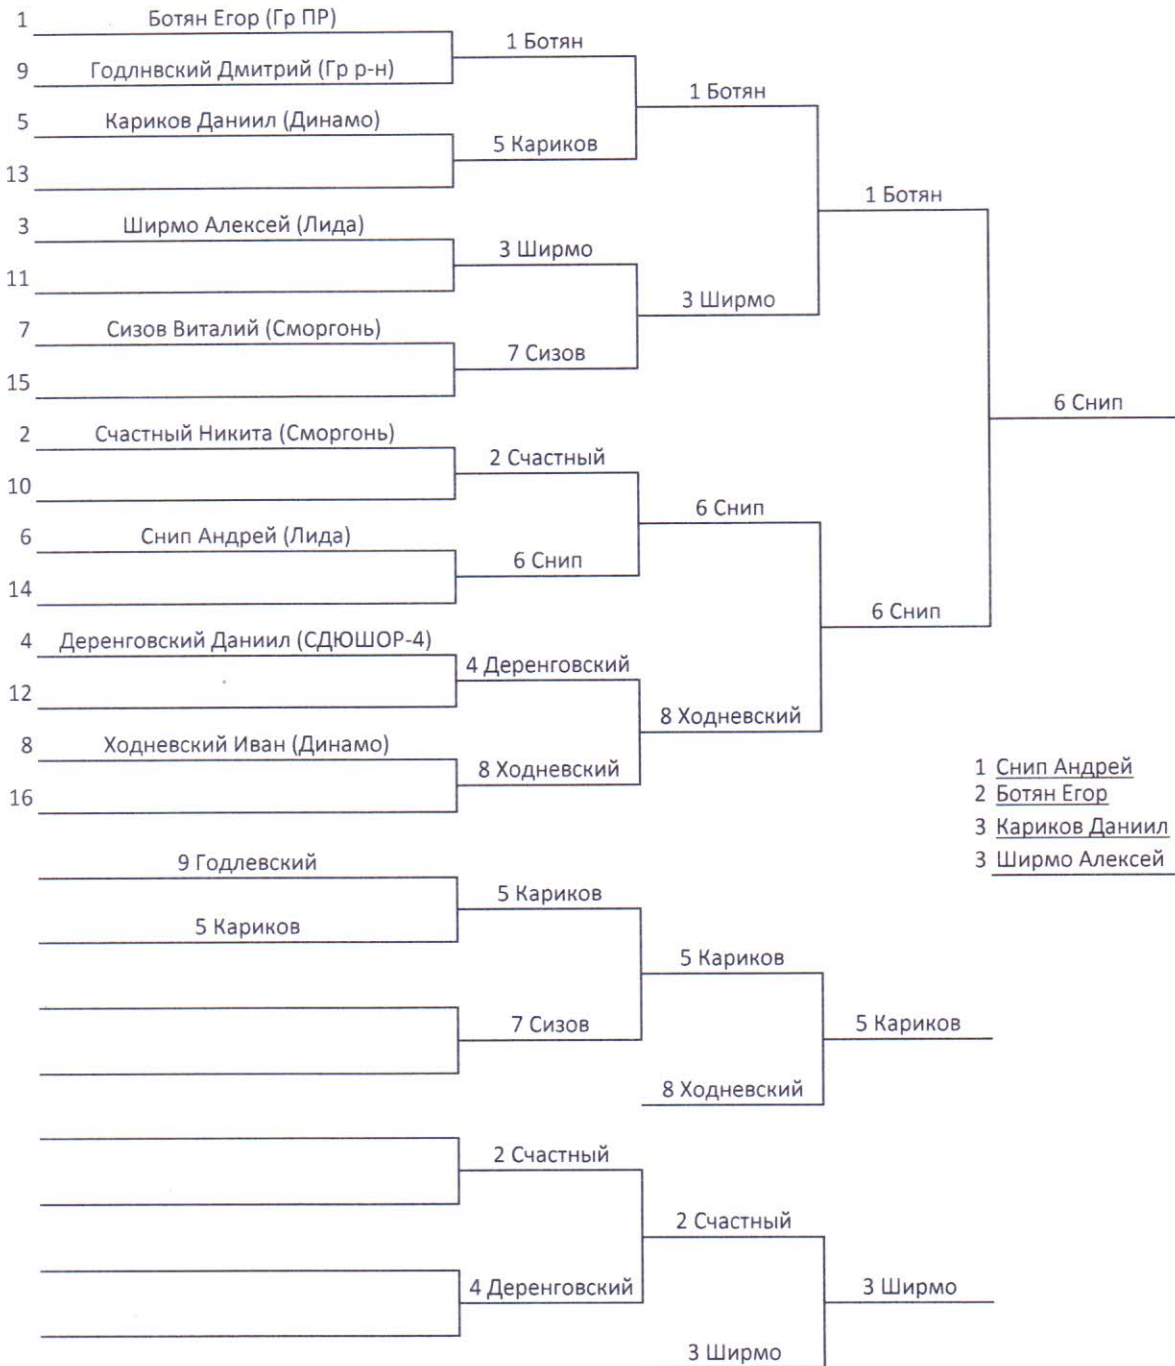 1 Ботян Егор (Гр ПР)
1 Ботян
9 Годлнвский Дмитрий (Гр р-н)
1 Ботян
5 Кариков Даниил (Динамо)
5 Кариков
13
1 Ботян
3 Ширмо Алексей (Лида)
3 Ширмо
11
3 Ширмо
7 Сизов Виталий (Сморгонь)
7 Сизов
15
6 Снип
2 Счастный Никита (Сморгонь)
2 Счастный
10
6 Снип
6 Снип Андрей (Лида)
6 Снип
14
6 Снип
4 Деренговский Даниил (СДЮШОР-4)
4 Деренговский
12
8 Ходневский
8 Ходневский Иван (Динамо)
8 Ходневский
16
1 Снип Андрей
2 Ботян Егор
3 Кариков Даниил
3 Ширмо Алексей
9 Годлевский
5 Кариков
5 Кариков
5 Кариков
7 Сизов
5 Кариков
8 Ходневский
2 Счастный
2 Счастный
4 Деренговский
3 Ширмо
3 Ширмо